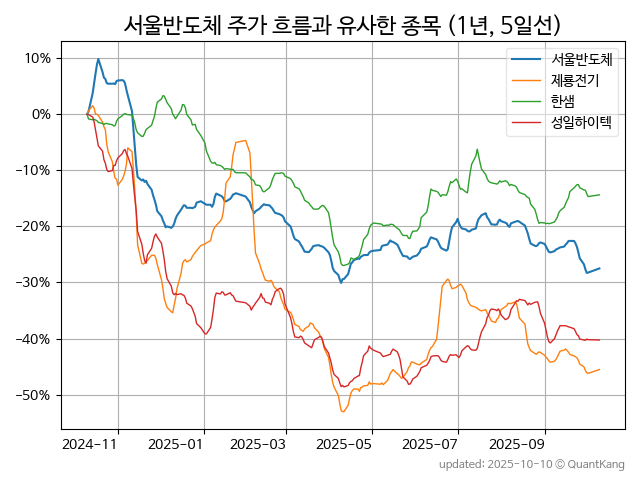 서울반도체 주가 흐름과 유사한 종목 (1년, 5일선)
10%
0%
−10%
−20%
−30%
−40%
−50%
서울반도체
제룡전기
한샘
성일하이텍
2024-11
2025-01
2025-03
2025-05
2025-07
2025-09
updated: 2025-10-10 © QuantKang